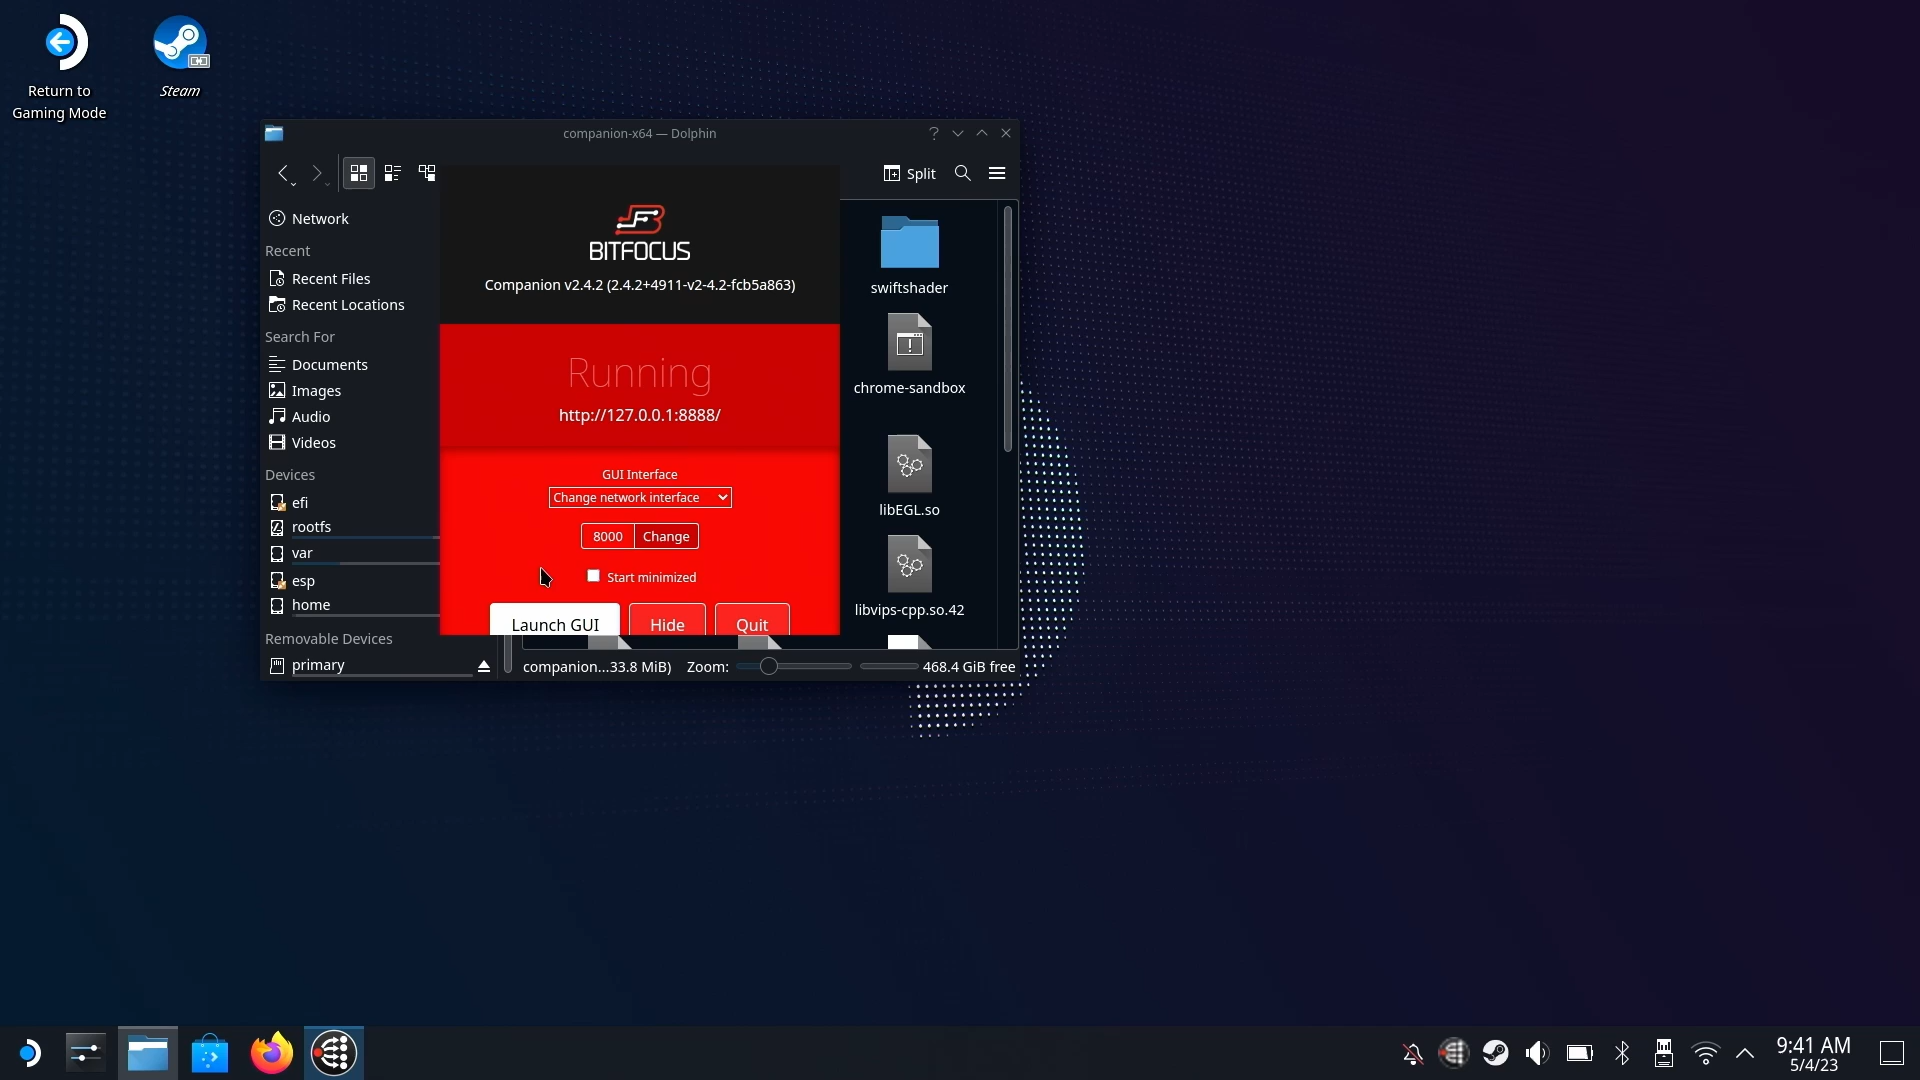 Return to
Gaming Mode
Steam
companion-x64 — Dolphin
Split
Network
Recent
Recent Files
Recent Locations
Search For
Documents
Images
Audio
Videos
Devices
efi
rootfs
var
esp
home
Removable Devices
primary
BITFOCUS
Companion v2.4.2 (2.4.2+4911-v2-4.2-fcb5a863)
Running
http://127.0.0.1:8888/
GUI Interface
Change network interface
8000 Change
Start minimized
Launch GUI Hide Quit
swiftshader
chrome-sandbox
libEGL.so
libvips-cpp.so.42
companion...33.8 MiB) Zoom: 468.4 GiB free
9:41 AM
5/4/23